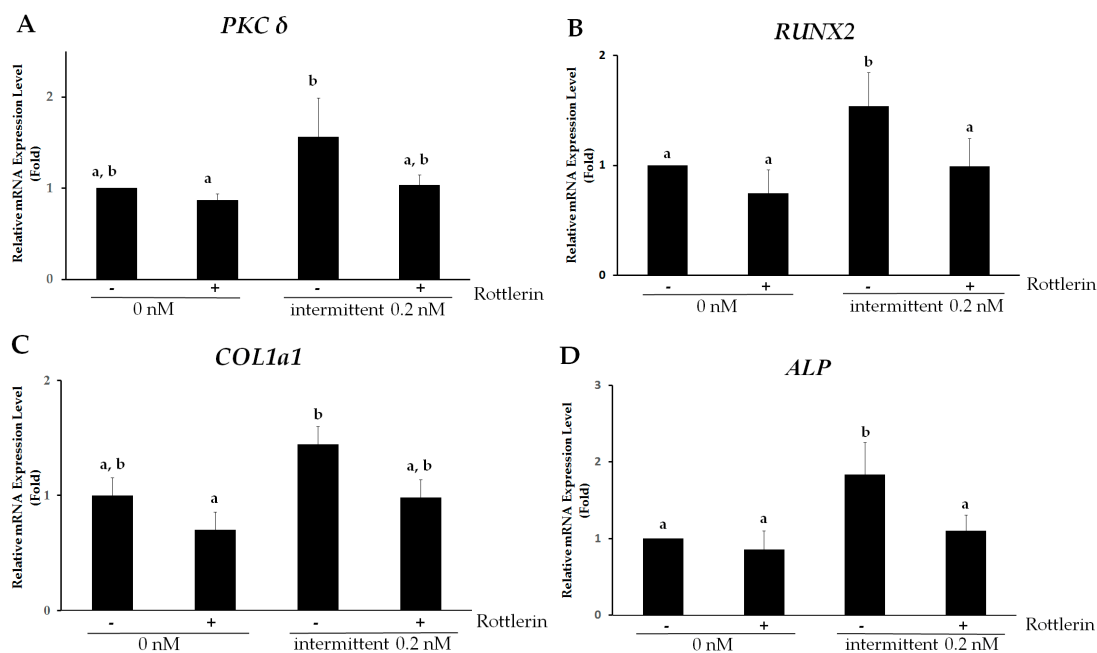 A
PKC δ
Relative mRNA Expression Level
(Fold)
2
1
0
a, b
a
b
a, b
- + - +
Rottlerin
0 nM
intermittent 0.2 nM
B
RUNX2
Relative mRNA Expression Level
(Fold)
2
1
0
a
a
b
a
- + - +
Rottlerin
0 nM
intermittent 0.2 nM
C
COL1a1
Relative mRNA Expression Level
(Fold)
2
1
0
a, b
a
b
a, b
- + - +
Rottlerin
0 nM
intermittent 0.2 nM
D
ALP
Relative mRNA Expression Level
(Fold)
3
2
1
0
a
a
b
a
- + - +
Rottlerin
0 nM
intermittent 0.2 nM